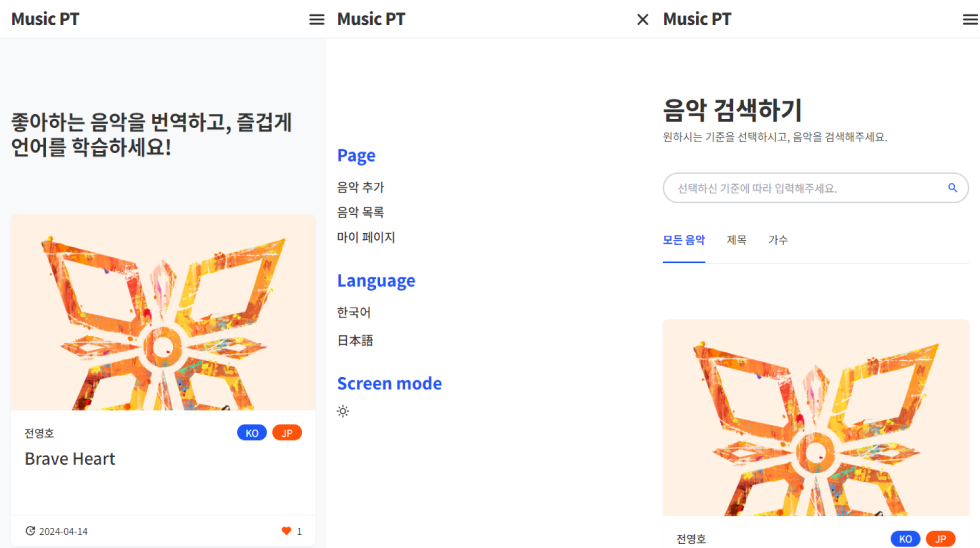 Music PT
좋아하는 음악을 번역하고, 즐겁게
언어를 학습하세요!
전영호
KO
JP
Brave Heart
2024-04-14
1
Music PT
Page
음악 추가
음악 목록
마이 페이지
Language
한국어
日本語
Screen mode
Music PT
음악 검색하기
원하시는 기준을 선택하시고, 음악을 검색해주세요.
선택하신 기준에 따라 입력해주세요.
모든 음악 제목 가수
전영호
KO
JP